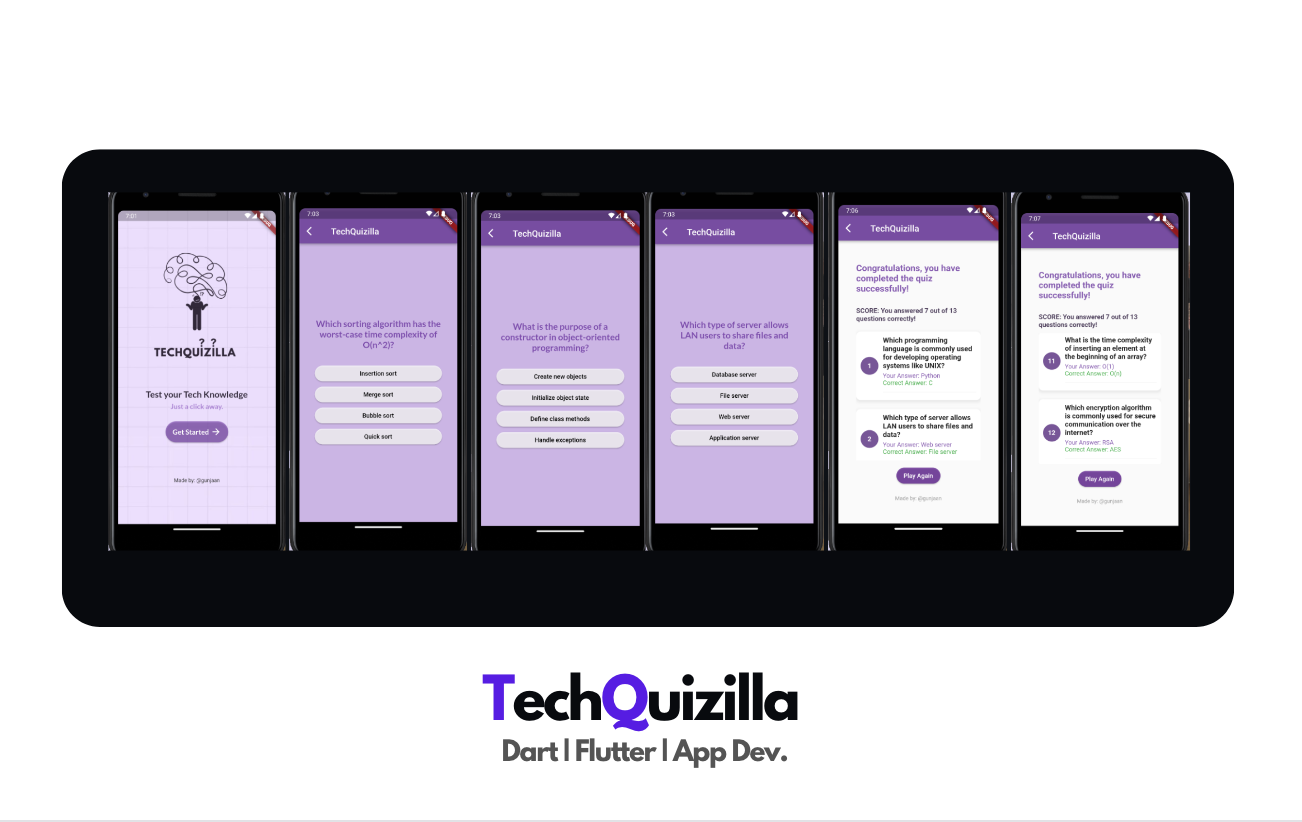 7:01
? ?
TECHQUIZILLA
Test your Tech Knowledge
Just a click away.
Get Started →
Made by: @gunjaan
7:03
TechQuizilla
Which sorting algorithm has the
worst-case time complexity of
O(n^2)?
Insertion sort
Merge sort
Bubble sort
Quick sort
7:03
TechQuizilla
What is the purpose of a
constructor in object-oriented
programming?
Create new objects
Initialize object state
Define class methods
Handle exceptions
7:03
TechQuizilla
Which type of server allows
LAN users to share files and
data?
Database server
File server
Web server
Application server
7:06
TechQuizilla
Congratulations, you have
completed the quiz
successfully!
SCORE: You answered 7 out of 13
questions correctly!
1
Which programming
language is commonly used
for developing operating
systems like UNIX?
Your Answer: Python
Correct Answer: C
2
Which type of server allows
LAN users to share files and
data?
Your Answer: Web server
Correct Answer: File server
Play Again
Made by: @gunjaan
7:07
TechQuizilla
Congratulations, you have
completed the quiz
successfully!
SCORE: You answered 7 out of 13
questions correctly!
11
What is the time complexity
of inserting an element at
the beginning of an array?
Your Answer: O(1)
Correct Answer: O(n)
12
Which encryption algorithm
is commonly used for secure
communication over the
internet?
Your Answer: RSA
Correct Answer: AES
Play Again
Made by: @gunjaan
TechQuizilla
Dart | Flutter | App Dev.